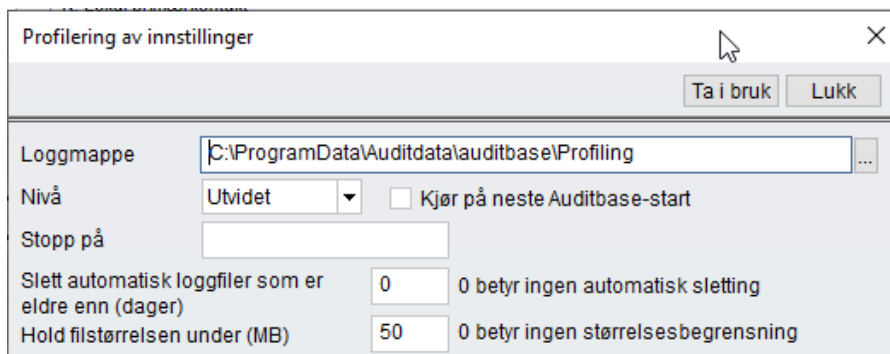 Profilering av innstillinger
Ta i bruk Lukk
Loggmappe C:\ProgramData\Auditdata\auditbase\Profiling ...
Nivå Utvidet Kjør på neste Auditbase-start
Stopp på
Slett automatisk loggfiler som er
eldre enn (dager) 0 0 betyr ingen automatisk sletting
Hold filstørrelsen under (MB) 50 0 betyr ingen størrelsesbegrensning